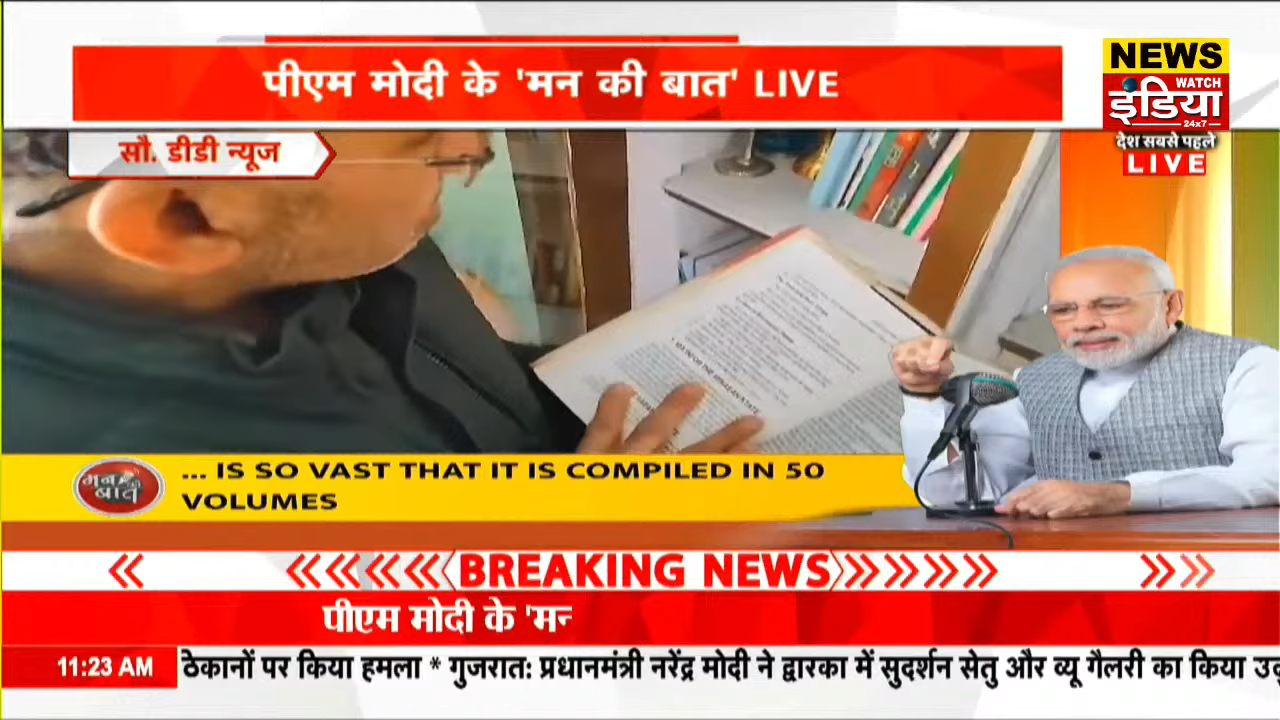 पीएम मोदी के 'मन की बात' LIVE
NEWS
WATCH
इंडिया
24x7
देश सबसे पहले
LIVE
सौ. डीडी न्यूज
मन की बात
... IS SO VAST THAT IT IS COMPILED IN 50
VOLUMES
BREAKING NEWS
पीएम मोदी के 'मन
11:23 AM
ठेकानों पर किया हमला * गुजरात: प्रधानमंत्री नरेंद्र मोदी ने द्वारका में सुदर्शन सेतु और व्यू गैलरी का किया उद्